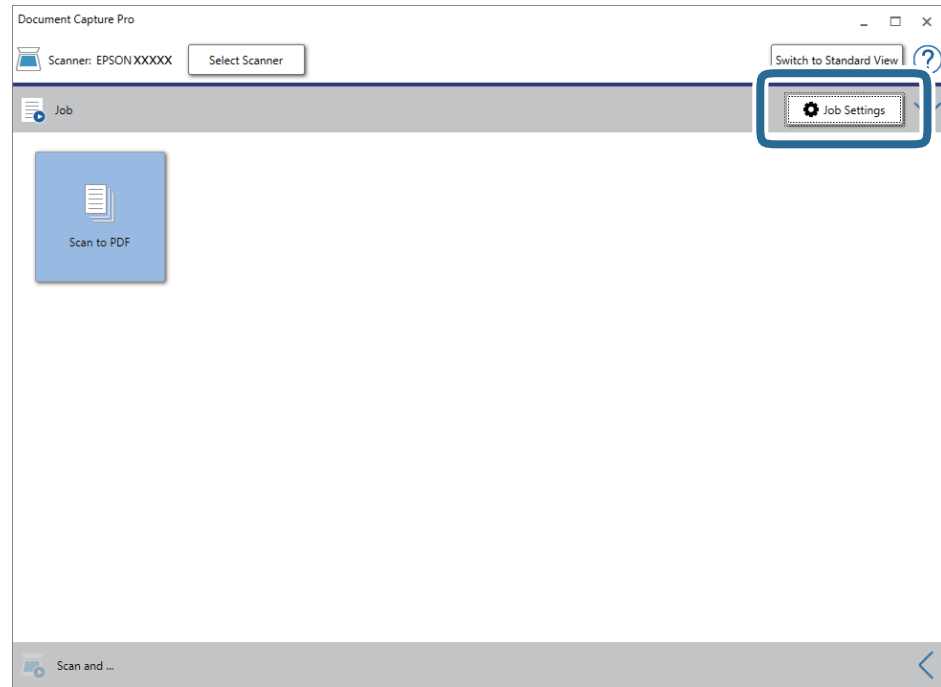 Document Capture Pro
Scanner: EPSON XXXXX
Select Scanner
Switch to Standard View
?
Job
Job Settings
Scan to PDF
Scan and ...